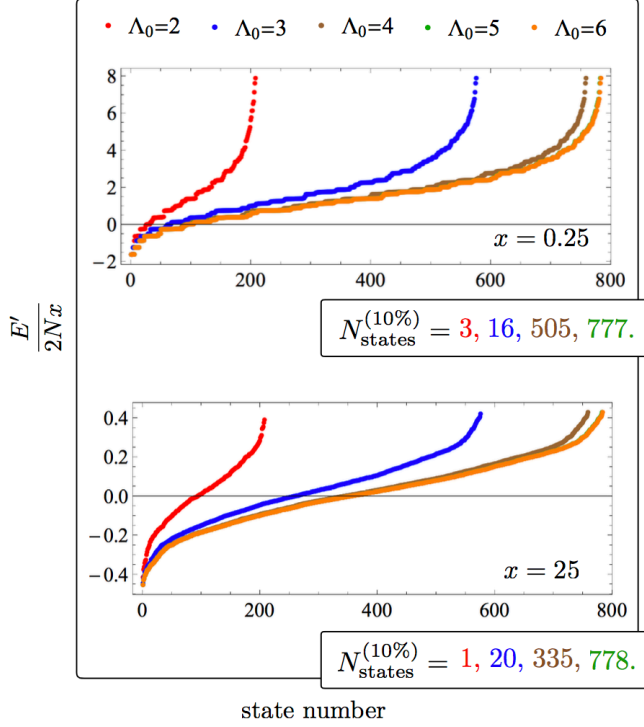 Λ₀=2 Λ₀=3 Λ₀=4 Λ₀=5 Λ₀=6
8
6
4
2
0
−2
x = 0.25
0 200 400 600 800
N_states^(10%) = 3, 16, 505, 777.
E′/2Nx
0.4
0.2
0.0
−0.2
−0.4
x = 25
0 200 400 600 800
N_states^(10%) = 1, 20, 335, 778.
state number